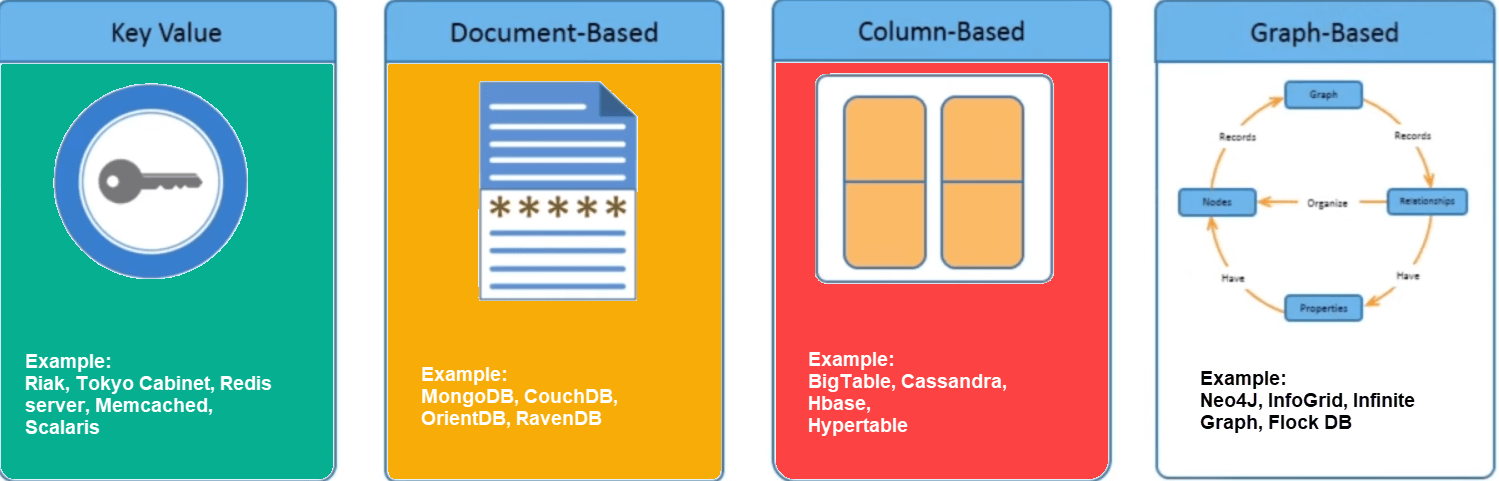 Key Value
Example:
Riak, Tokyo Cabinet, Redis
server, Memcached,
Scalaris
Document-Based
*****
Example:
MongoDB, CouchDB,
OrientDB, RavenDB
Column-Based
Example:
BigTable, Cassandra,
Hbase,
Hypertable
Graph-Based
Graph
Records
Records
Nodes
Organize
Relationships
Have
Have
Properties
Example:
Neo4J, InfoGrid, Infinite
Graph, Flock DB